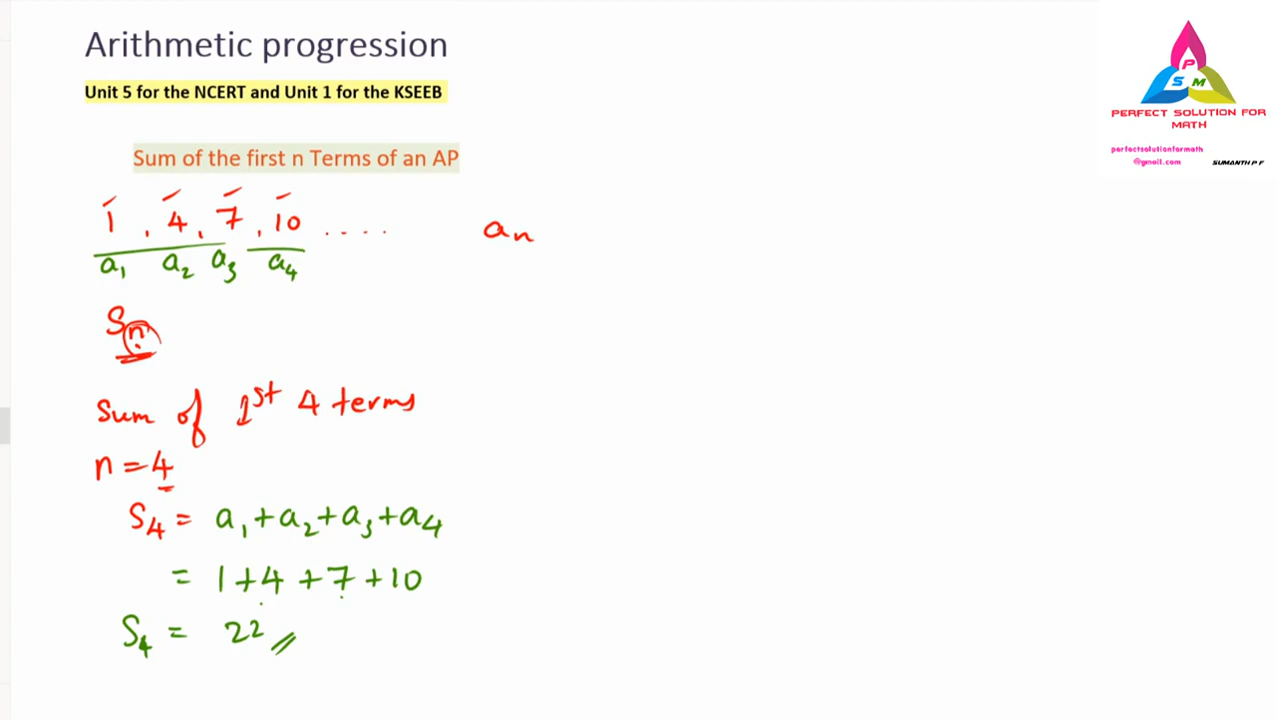 Arithmetic progression
Unit 5 for the NCERT and Unit 1 for the KSEEB
Sum of the first n Terms of an AP
1, 4, 7, 10 .... aₙ
a₁ a₂ a₃ a₄
Sₙ
Sum of 1st 4 terms
n = 4
S₄ = a₁ + a₂ + a₃ + a₄
= 1 + 4 + 7 + 10
S₄ = 22 //
P
S M
PERFECT SOLUTION FOR
MATH
perfectsolutionformath
@gmail.com SUMANTH P F